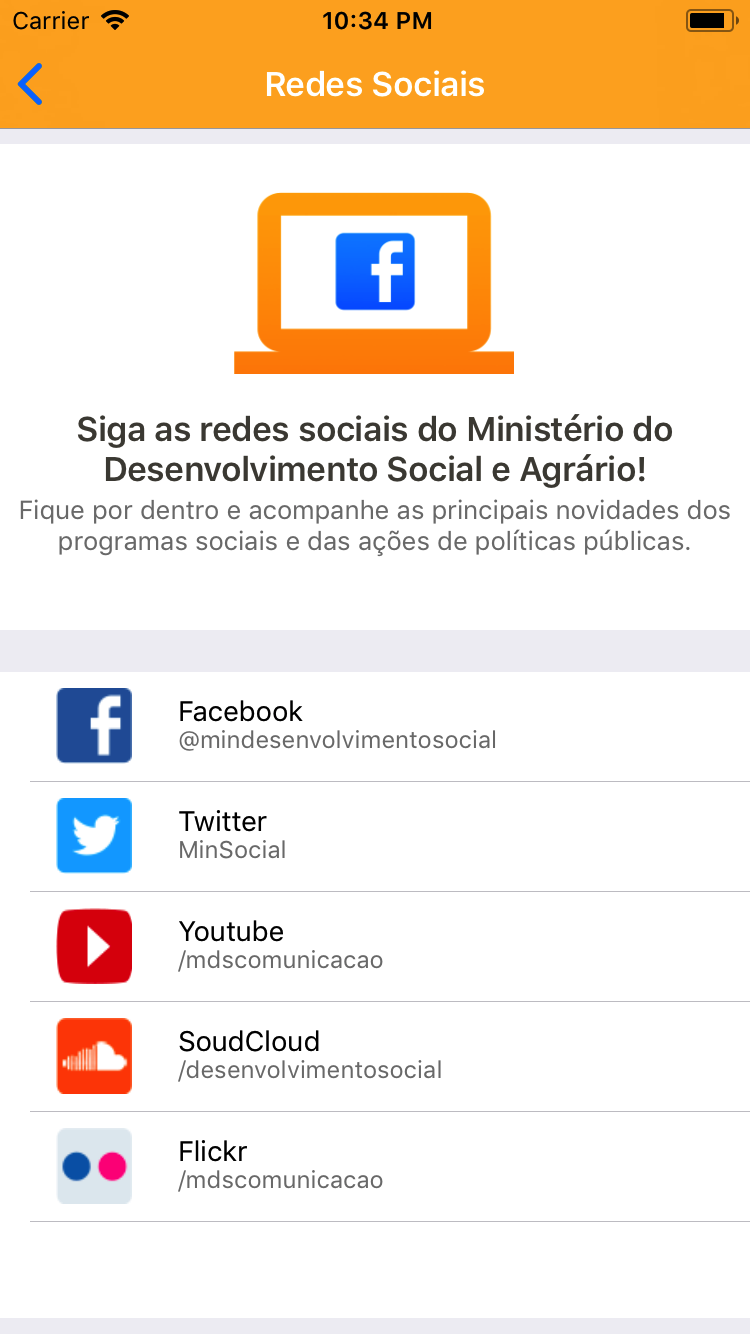 Carrier
10:34 PM
Redes Sociais
Siga as redes sociais do Ministério do
Desenvolvimento Social e Agrário!
Fique por dentro e acompanhe as principais novidades dos
programas sociais e das ações de políticas públicas.
Facebook
@mindesenvolvimentosocial
Twitter
MinSocial
Youtube
/mdscomunicacao
SoudCloud
/desenvolvimentosocial
Flickr
/mdscomunicacao